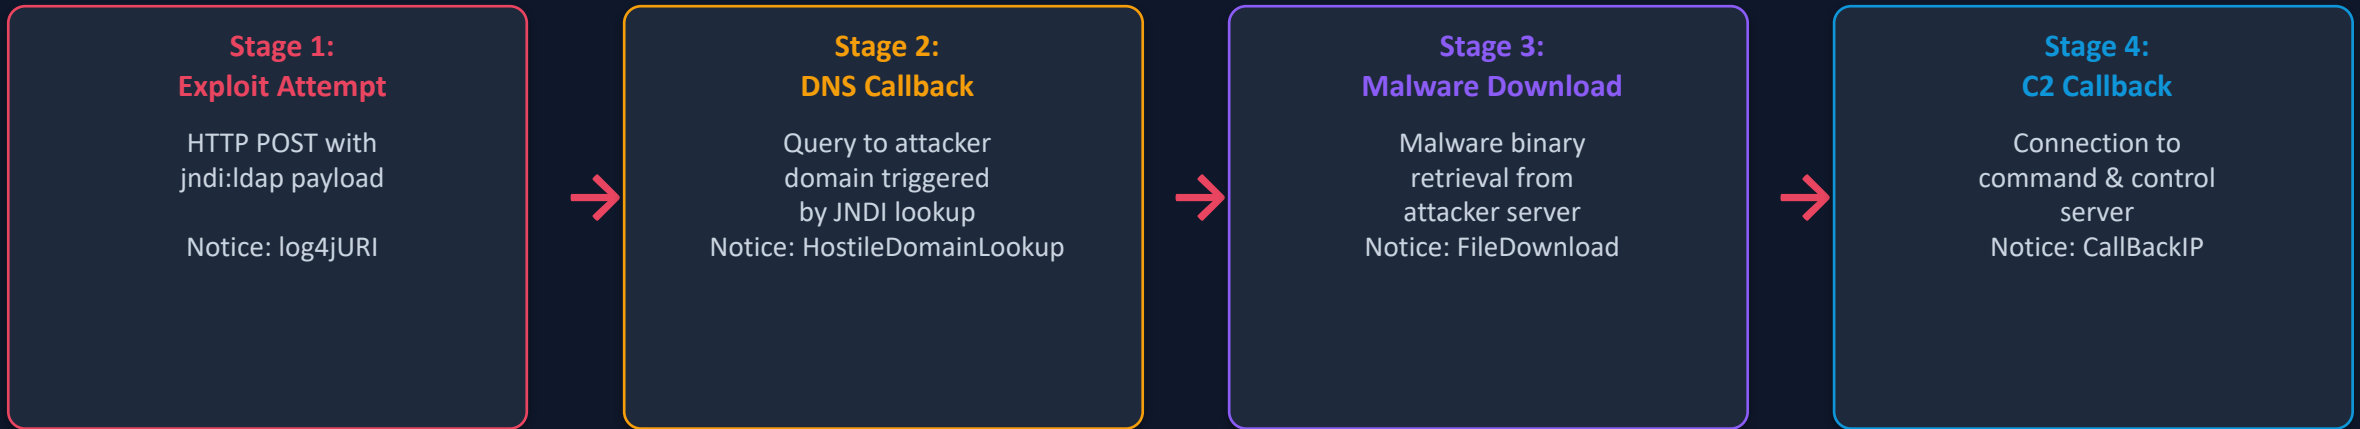 Stage 1:
Exploit Attempt
HTTP POST with
jndi:ldap payload
Notice: log4jURI
Stage 2:
DNS Callback
Query to attacker
domain triggered
by JNDI lookup
Notice: HostileDomainLookup
Stage 3:
Malware Download
Malware binary
retrieval from
attacker server
Notice: FileDownload
Stage 4:
C2 Callback
Connection to
command & control
server
Notice: CallBackIP